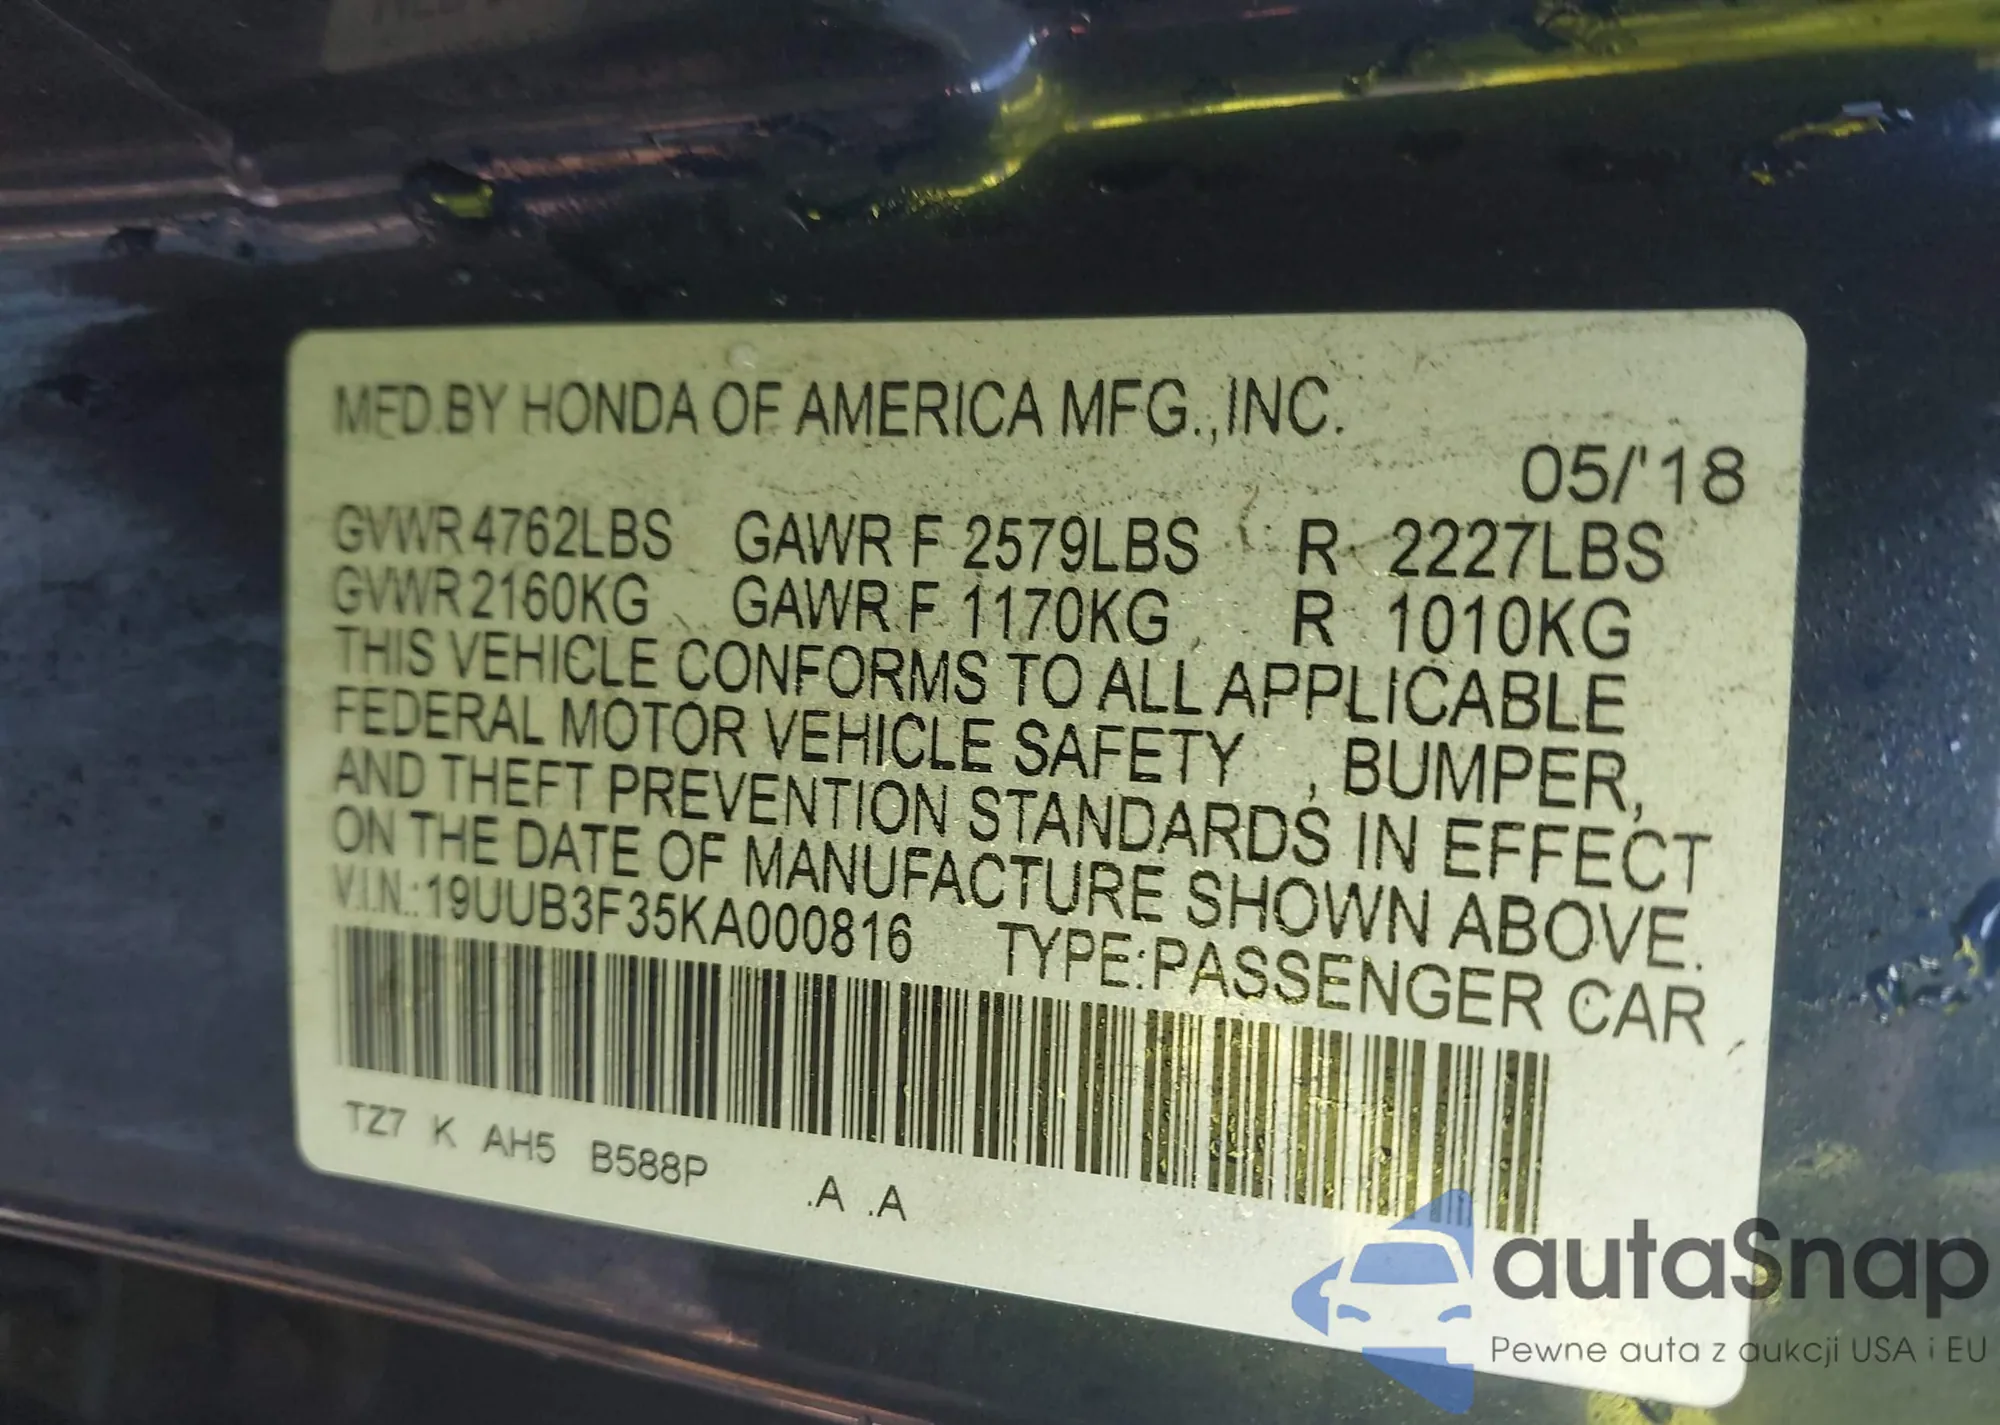 MFD.BY HONDA OF AMERICA MFG.,INC.
05/'18
GVWR 4762LBS GAWR F 2579LBS R 2227LBS
GVWR 2160KG GAWR F 1170KG R 1010KG
THIS VEHICLE CONFORMS TO ALL APPLICABLE
FEDERAL MOTOR VEHICLE SAFETY , BUMPER,
AND THEFT PREVENTION STANDARDS IN EFFECT
ON THE DATE OF MANUFACTURE SHOWN ABOVE.
V.I.N.: 19UUB3F35KA000816 TYPE:PASSENGER CAR
TZ7 K AH5 B588P .A .A
autaSnap
Pewne auta z aukcji USA i EU